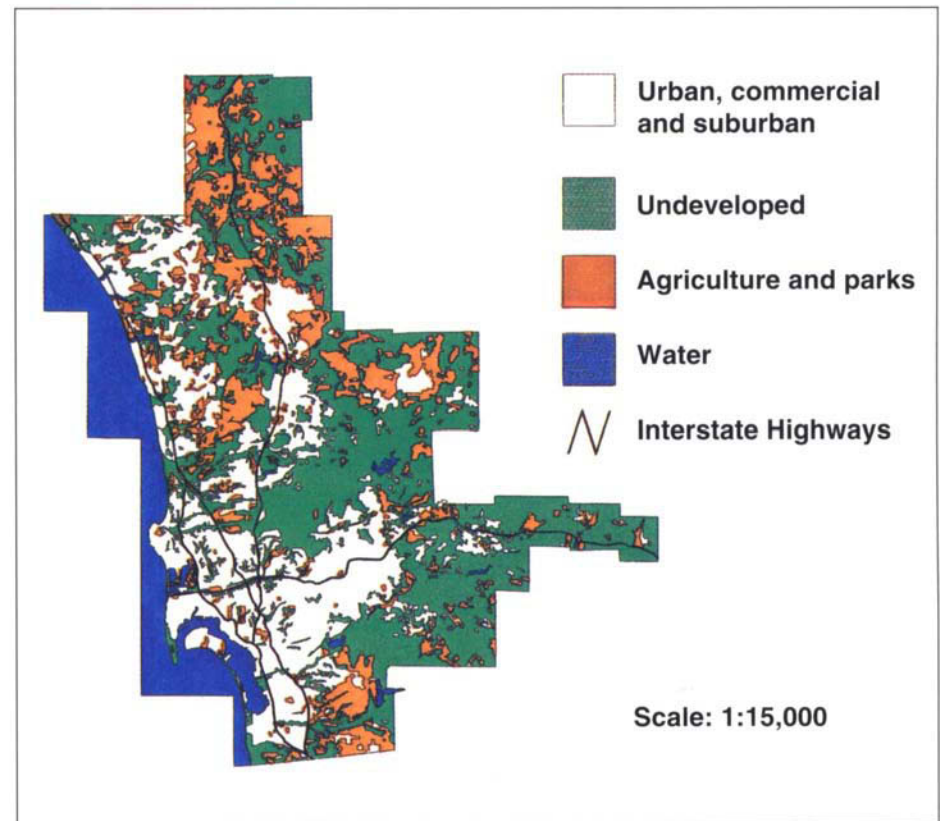 Urban, commercial
and suburban
Undeveloped
Agriculture and parks
Water
Interstate Highways
Scale: 1:15,000